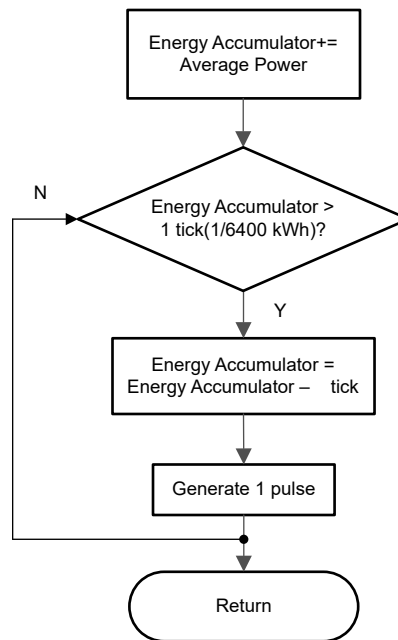 Energy Accumulator+=
Average Power
N
Energy Accumulator >
1 tick(1/6400 kWh)?
Y
Energy Accumulator =
Energy Accumulator – tick
Generate 1 pulse
Return